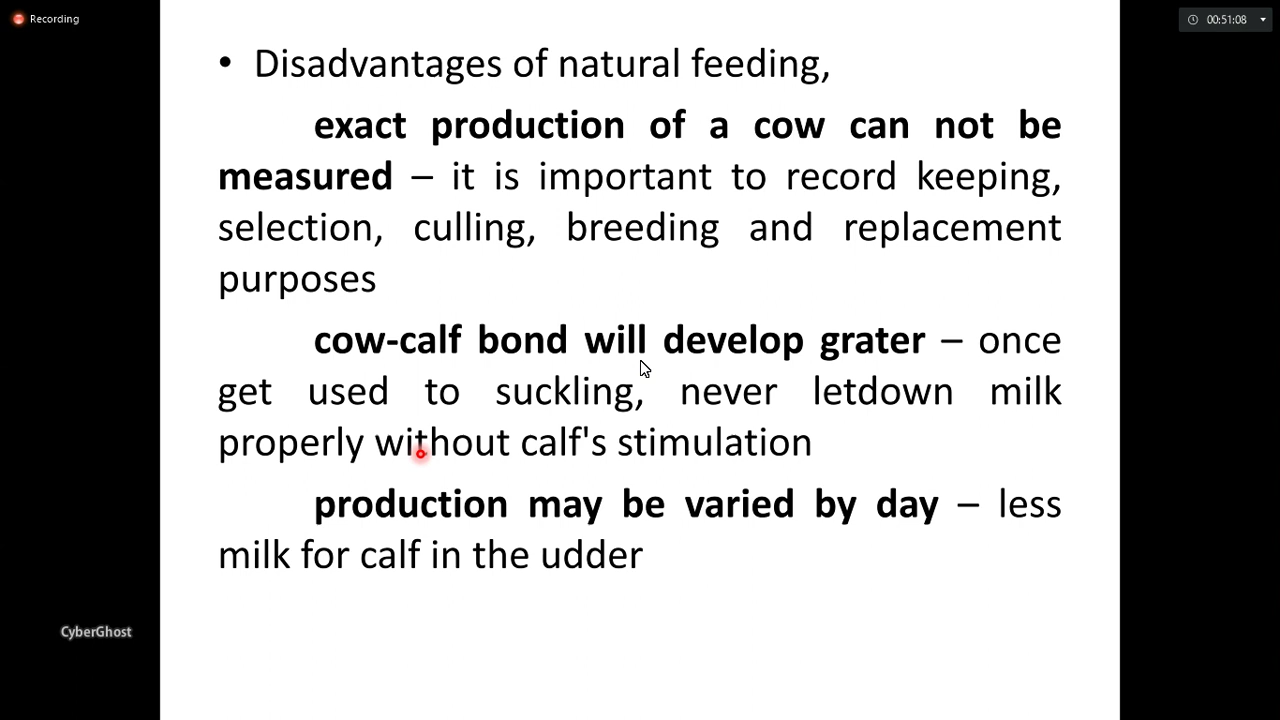 Recording
00:51:08
• Disadvantages of natural feeding,
exact production of a cow can not be
measured – it is important to record keeping,
selection, culling, breeding and replacement
purposes
cow-calf bond will develop grater – once
get used to suckling, never letdown milk
properly without calf's stimulation
production may be varied by day – less
milk for calf in the udder
CyberGhost